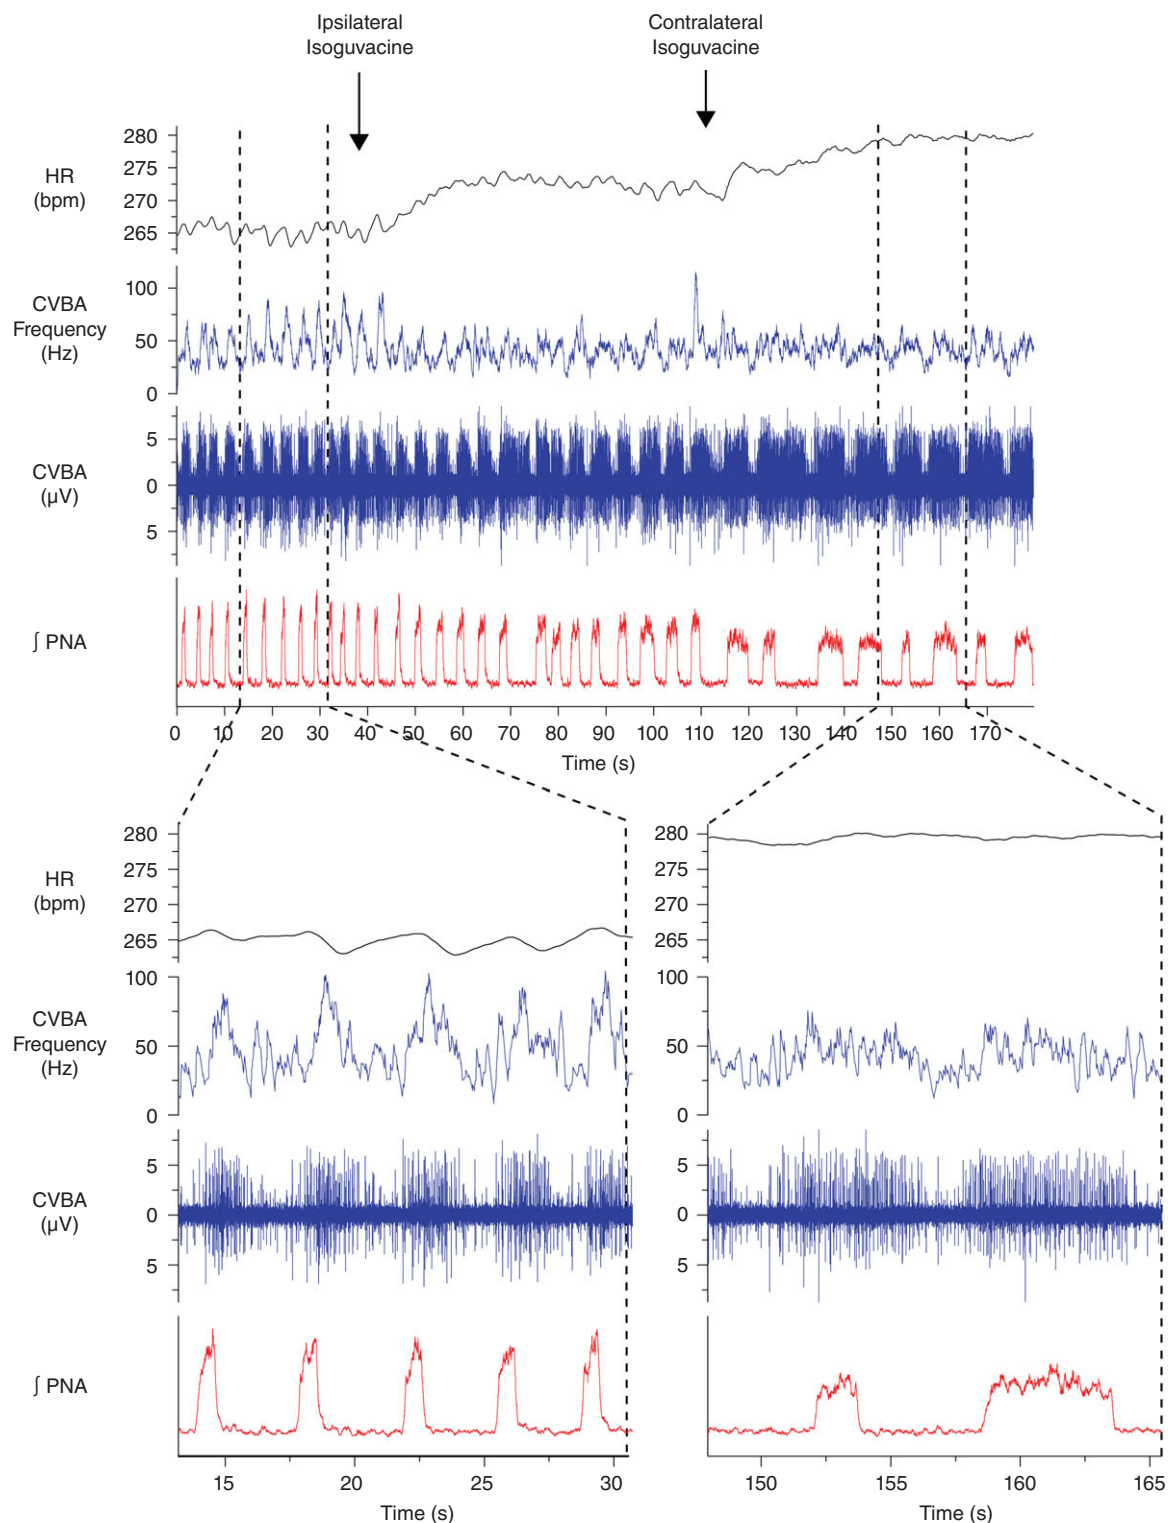 Ipsilateral
Isoguvacine
Contralateral
Isoguvacine
HR
(bpm)
280
275
270
265
CVBA
Frequency
(Hz)
100
50
0
CVBA
(µV)
5
0
5
∫ PNA
0 10 20 30 40 50 60 70 80 90 100 110 120 130 140 150 160 170
Time (s)
HR
(bpm)
280
275
270
265
280
275
270
265
CVBA
Frequency
(Hz)
100
50
0
100
50
0
CVBA
(µV)
5
0
5
5
0
5
∫ PNA
15 20 25 30
Time (s)
150 155 160 165
Time (s)